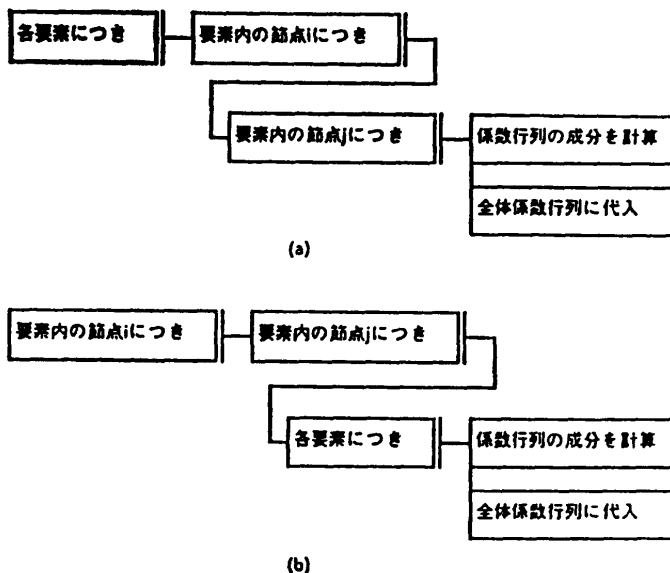 各要素につき
要素内の節点iにつき
要素内の節点jにつき
係数行列の成分を計算
全体係数行列に代入
(a)
要素内の節点iにつき
要素内の節点jにつき
各要素につき
係数行列の成分を計算
全体係数行列に代入
(b)